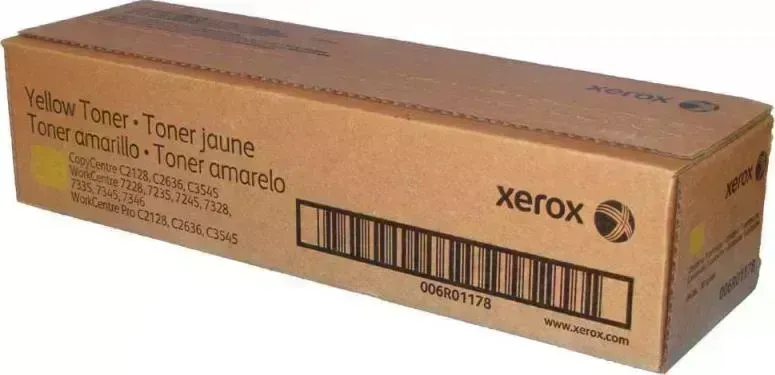 xerox
Yellow Toner • Toner jaune
Toner amarillo • Toner amarelo
CopyCentre C2128, C2636, C3545
WorkCentre 7228, 7235, 7245, 7328,
7335, 7345, 7346
WorkCentre Pro C2128, C2636, C3545
xerox
006R01178
www.xerox.com
xerox
006R01178